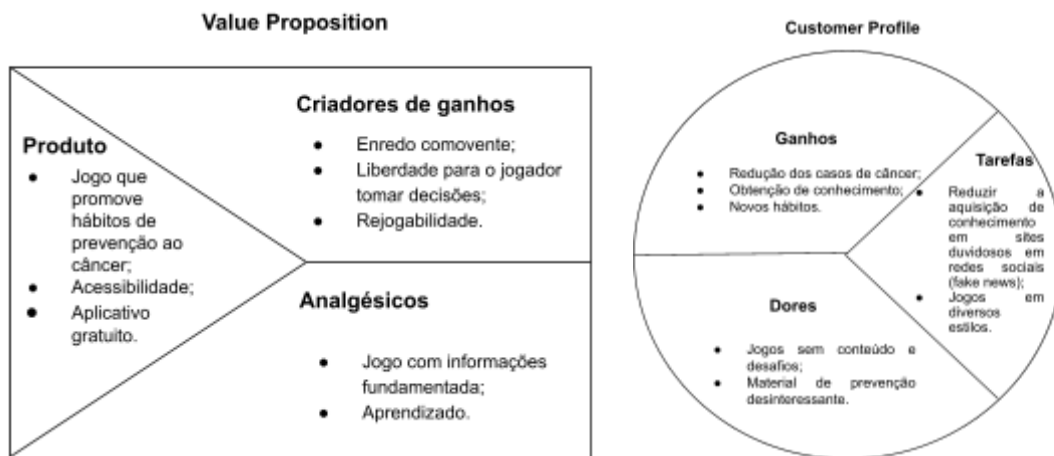 Value Proposition
Produto
● Jogo que
promove
hábitos de
prevenção ao
câncer;
● Acessibilidade;
● Aplicativo
gratuito.
Criadores de ganhos
● Enredo comovente;
● Liberdade para o jogador
tomar decisões;
● Rejogabilidade.
Analgésicos
● Jogo com informações
fundamentada;
● Aprendizado.
Customer Profile
Ganhos
● Redução dos casos de câncer;
● Obtenção de conhecimento;
● Novos hábitos.
Tarefas
● Reduzir a
aquisição de
conhecimento
em sites
duvidosos em
redes sociais
(fake news);
● Jogos em
diversos
estilos.
Dores
● Jogos sem conteúdo e
desafios;
● Material de prevenção
desinteressante.